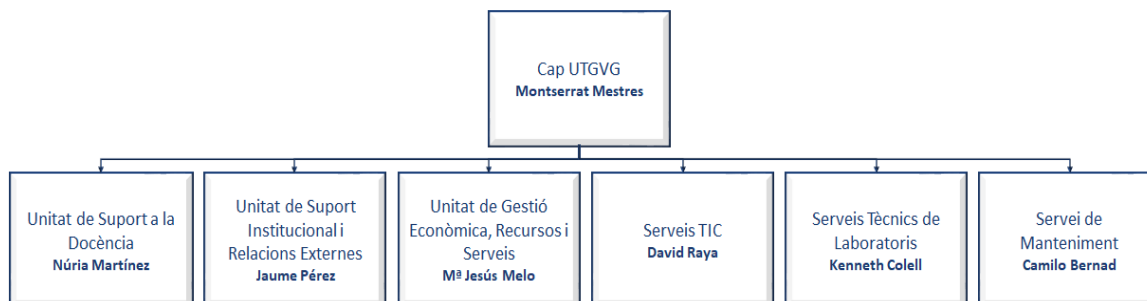 Cap UTGVG
Montserrat Mestres
Unitat de Suport a la
Docència
Núria Martínez
Unitat de Suport
Institucional i
Relacions Externes
Jaume Pérez
Unitat de Gestió
Econòmica, Recursos i
Serveis
Mª Jesús Melo
Serveis TIC
David Raya
Serveis Tècnics de
Laboratoris
Kenneth Colell
Servei de
Manteniment
Camilo Bernad